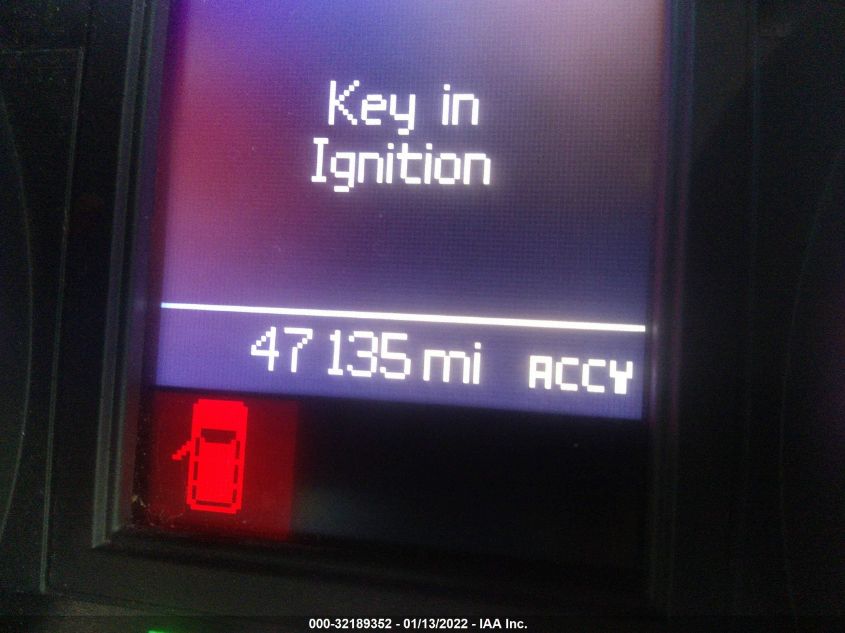 Key in
Ignition
47135 mi ACCY
000-32189352 - 01/13/2022 - IAA Inc.